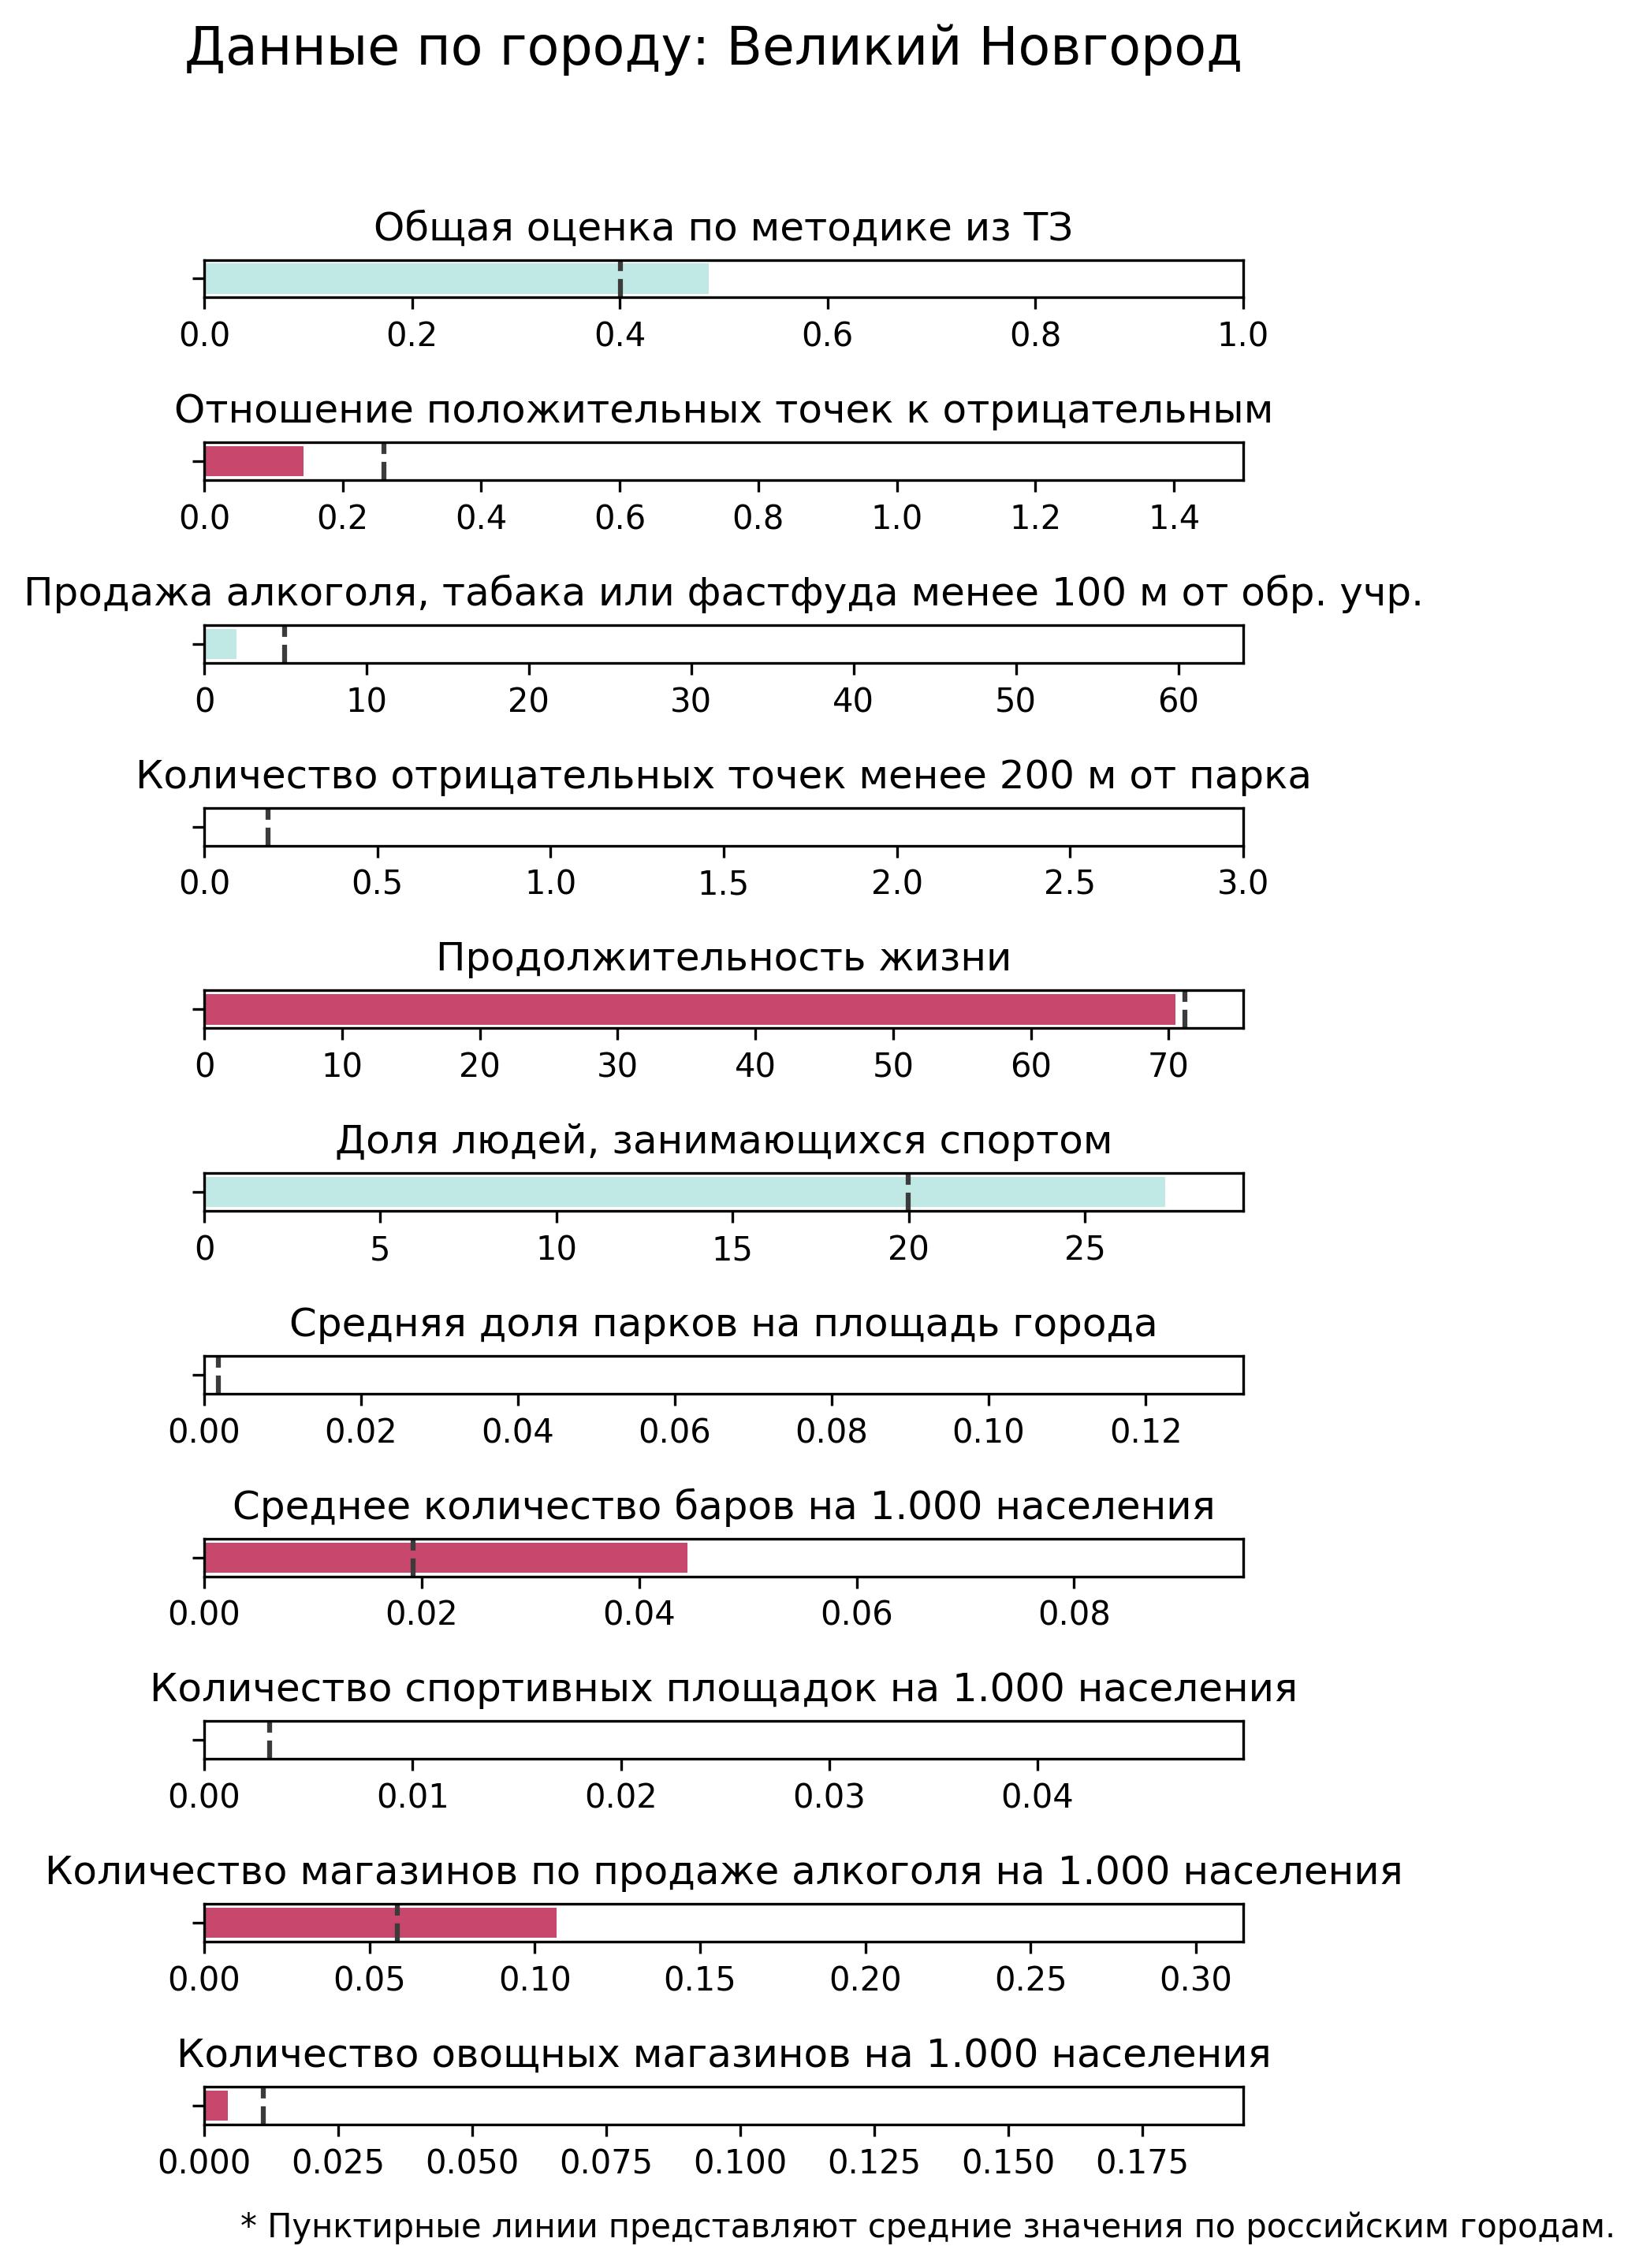 Данные по городу: Великий Новгород
Общая оценка по методике из ТЗ
0.0 0.2 0.4 0.6 0.8 1.0
Отношение положительных точек к отрицательным
0.0 0.2 0.4 0.6 0.8 1.0 1.2 1.4
Продажа алкоголя, табака или фастфуда менее 100 м от обр. учр.
0 10 20 30 40 50 60
Количество отрицательных точек менее 200 м от парка
0.0 0.5 1.0 1.5 2.0 2.5 3.0
Продолжительность жизни
0 10 20 30 40 50 60 70
Доля людей, занимающихся спортом
0 5 10 15 20 25
Средняя доля парков на площадь города
0.00 0.02 0.04 0.06 0.08 0.10 0.12
Среднее количество баров на 1.000 населения
0.00 0.02 0.04 0.06 0.08
Количество спортивных площадок на 1.000 населения
0.00 0.01 0.02 0.03 0.04
Количество магазинов по продаже алкоголя на 1.000 населения
0.00 0.05 0.10 0.15 0.20 0.25 0.30
Количество овощных магазинов на 1.000 населения
0.000 0.025 0.050 0.075 0.100 0.125 0.150 0.175
* Пунктирные линии представляют средние значения по российским городам.